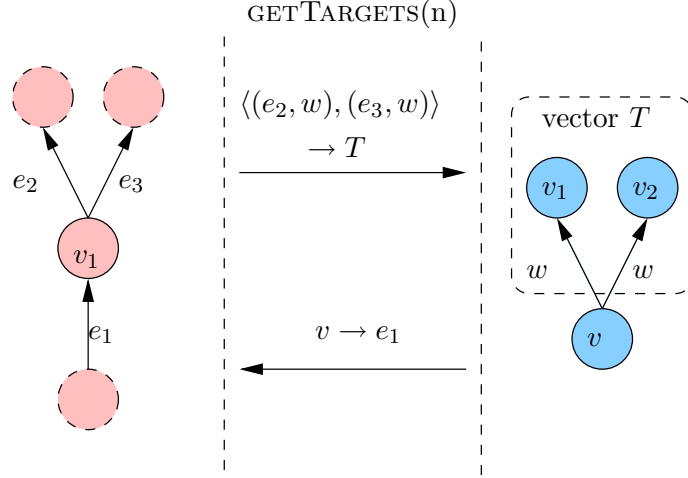 GETTARGETS(n)
⟨(e₂, w), (e₃, w)⟩
→ T
vector T
e₂
e₃
v₁
v₂
v₁
w
w
e₁
v → e₁
v